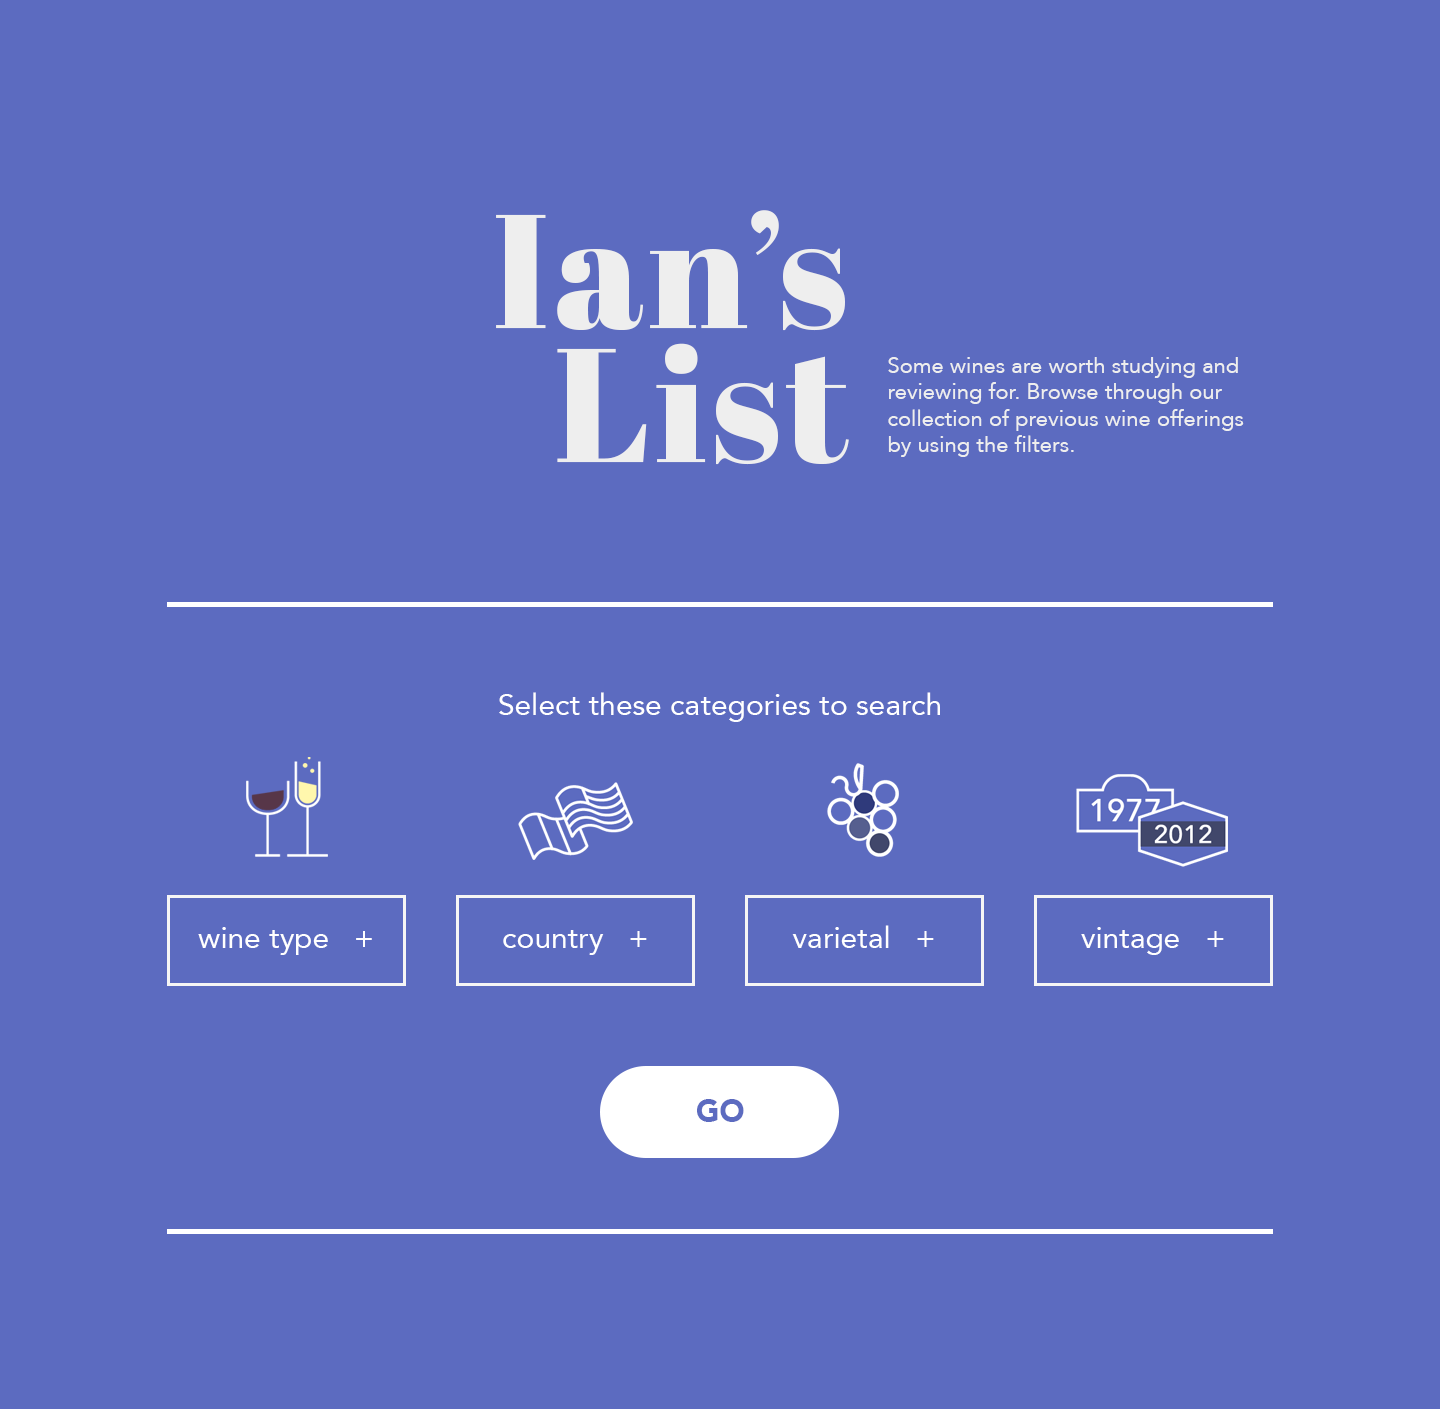 Ian’s
List
Some wines are worth studying and
reviewing for. Browse through our
collection of previous wine offerings
by using the filters.
Select these categories to search
1977
2012
wine type +
country +
varietal +
vintage +
GO